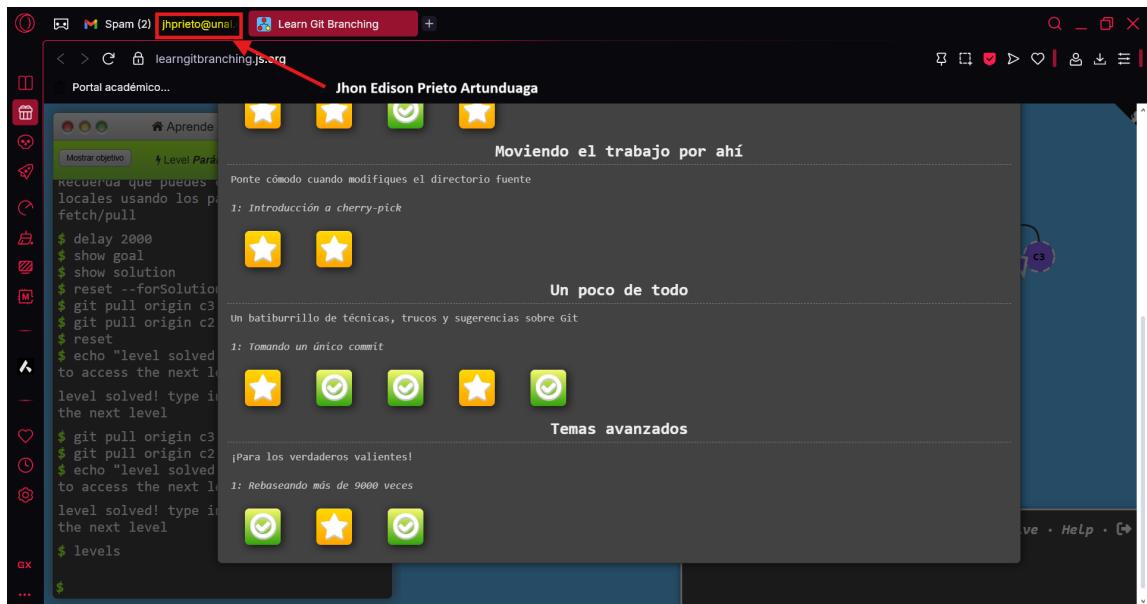 Spam (2) jhprieto@unal. Learn Git Branching
learngitbranching.js.org
Portal académico... Jhon Edison Prieto Artunduaga
Aprende
Mostrar objetivo Level
Recuerda que puedes
locales usando los
fetch/pull
$ delay 2000
$ show goal
$ show solution
$ reset --forSolution
$ git pull origin c3
$ git pull origin c2
$ reset
$ echo "level solved
to access the next
level solved! type
the next level
$ git pull origin c3
$ git pull origin c2
$ echo "level solved
to access the next
level solved! type
the next level
$ levels
$
Moviendo el trabajo por ahí
Ponte cómodo cuando modifiques el directorio fuente
1: Introducción a cherry-pick
Un poco de todo
Un batiburrillo de técnicas, trucos y sugerencias sobre Git
1: Tomando un único commit
Temas avanzados
¡Para los verdaderos valientes!
1: Rebaseando más de 9000 veces
C3
ve · Help ·
GX